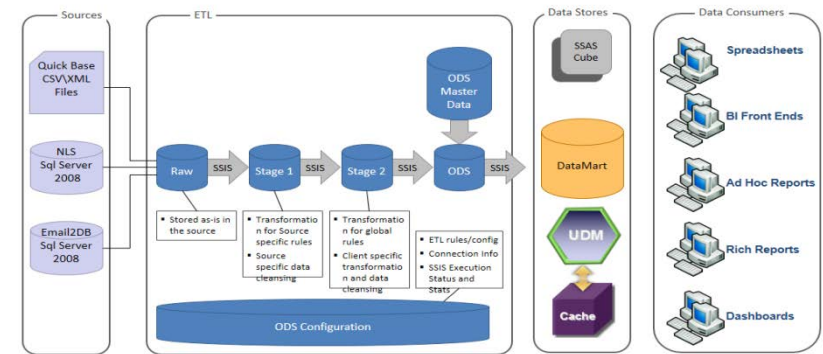 Sources
Quick Base
CSV\XML
Files
NLS
Sql Server
2008
Email2DB
Sql Server
2008
ETL
Raw
SSIS
Stage 1
SSIS
Stage 2
SSIS
ODS
SSIS
ODS
Master
Data
▪ Stored as-is in
the source
▪ Transformatio
n for Source
specific rules
▪ Source
specific data
cleansing
▪ Transformatio
n for global
rules
▪ Client specific
transformatio
n and data
cleansing
▪ ETL rules/config
▪ Connection Info
▪ SSIS Execution
Status and
Stats
ODS Configuration
Data Stores
SSAS
Cube
DataMart
UDM
Cache
Data Consumers
Spreadsheets
BI Front Ends
Ad Hoc Reports
Rich Reports
Dashboards